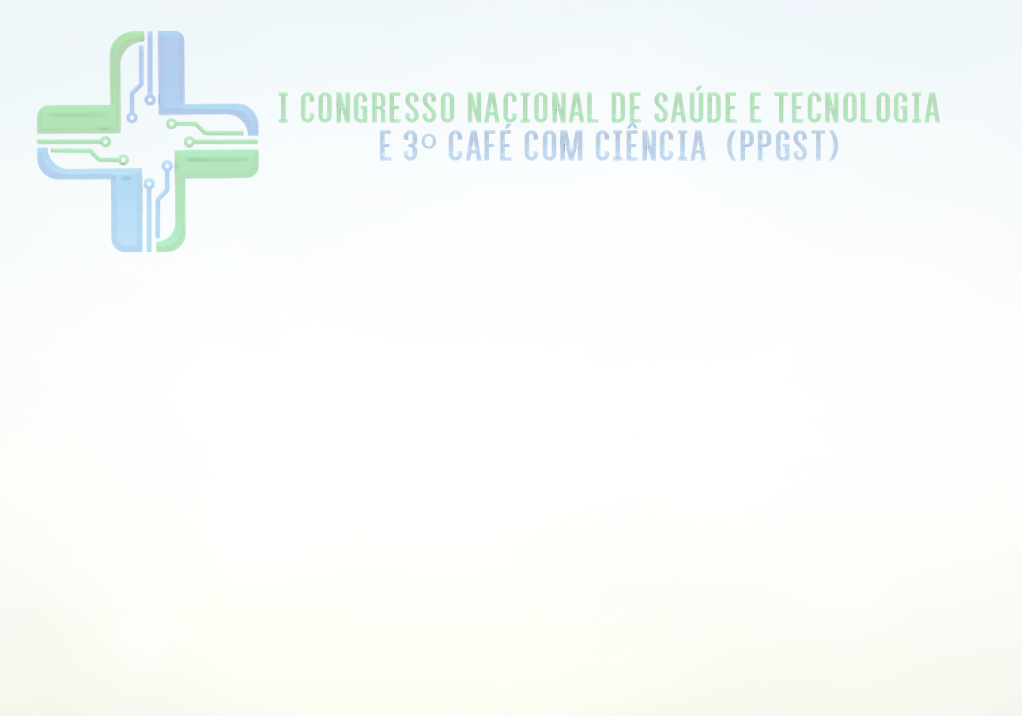 I CONGRESSO NACIONAL DE SAÚDE E TECNOLOGIA
E 3º CAFÉ COM CIÊNCIA (PPGST)